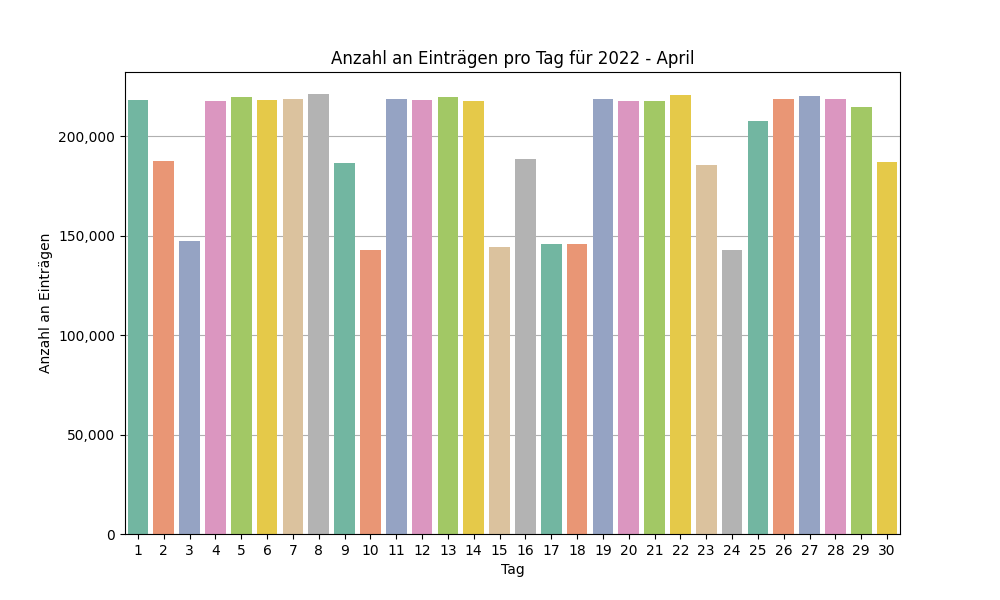 Anzahl an Einträgen pro Tag für 2022 - April
Anzahl an Einträgen
200,000
150,000
100,000
50,000
0
1 2 3 4 5 6 7 8 9 10 11 12 13 14 15 16 17 18 19 20 21 22 23 24 25 26 27 28 29 30
Tag